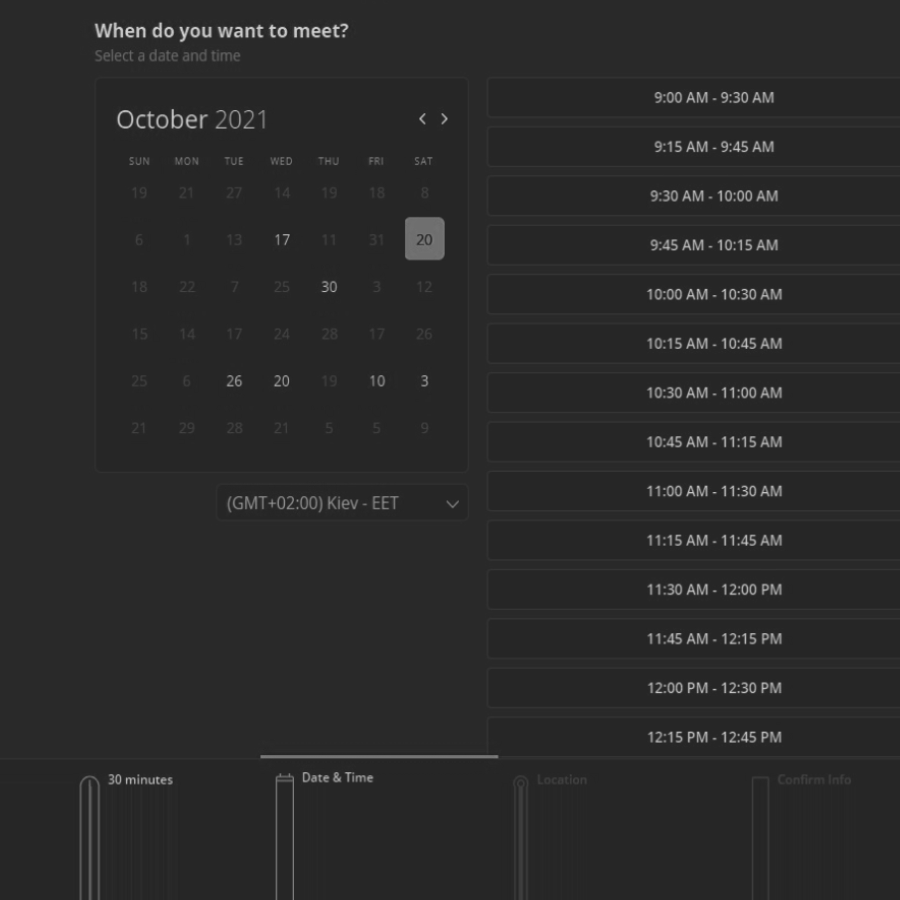 When do you want to meet?
Select a date and time
October 2021
SUN MON TUE WED THU FRI SAT
19 21 27 14 19 18 8
6 1 13 17 11 31 20
18 22 7 25 30 3 12
15 14 17 24 28 17 26
25 6 26 20 19 10 3
21 29 28 21 5 5 9
(GMT+02:00) Kiev - EET
9:00 AM - 9:30 AM
9:15 AM - 9:45 AM
9:30 AM - 10:00 AM
9:45 AM - 10:15 AM
10:00 AM - 10:30 AM
10:15 AM - 10:45 AM
10:30 AM - 11:00 AM
10:45 AM - 11:15 AM
11:00 AM - 11:30 AM
11:15 AM - 11:45 AM
11:30 AM - 12:00 PM
11:45 AM - 12:15 PM
12:00 PM - 12:30 PM
12:15 PM - 12:45 PM
30 minutes
Date & Time
Location
Confirm Info